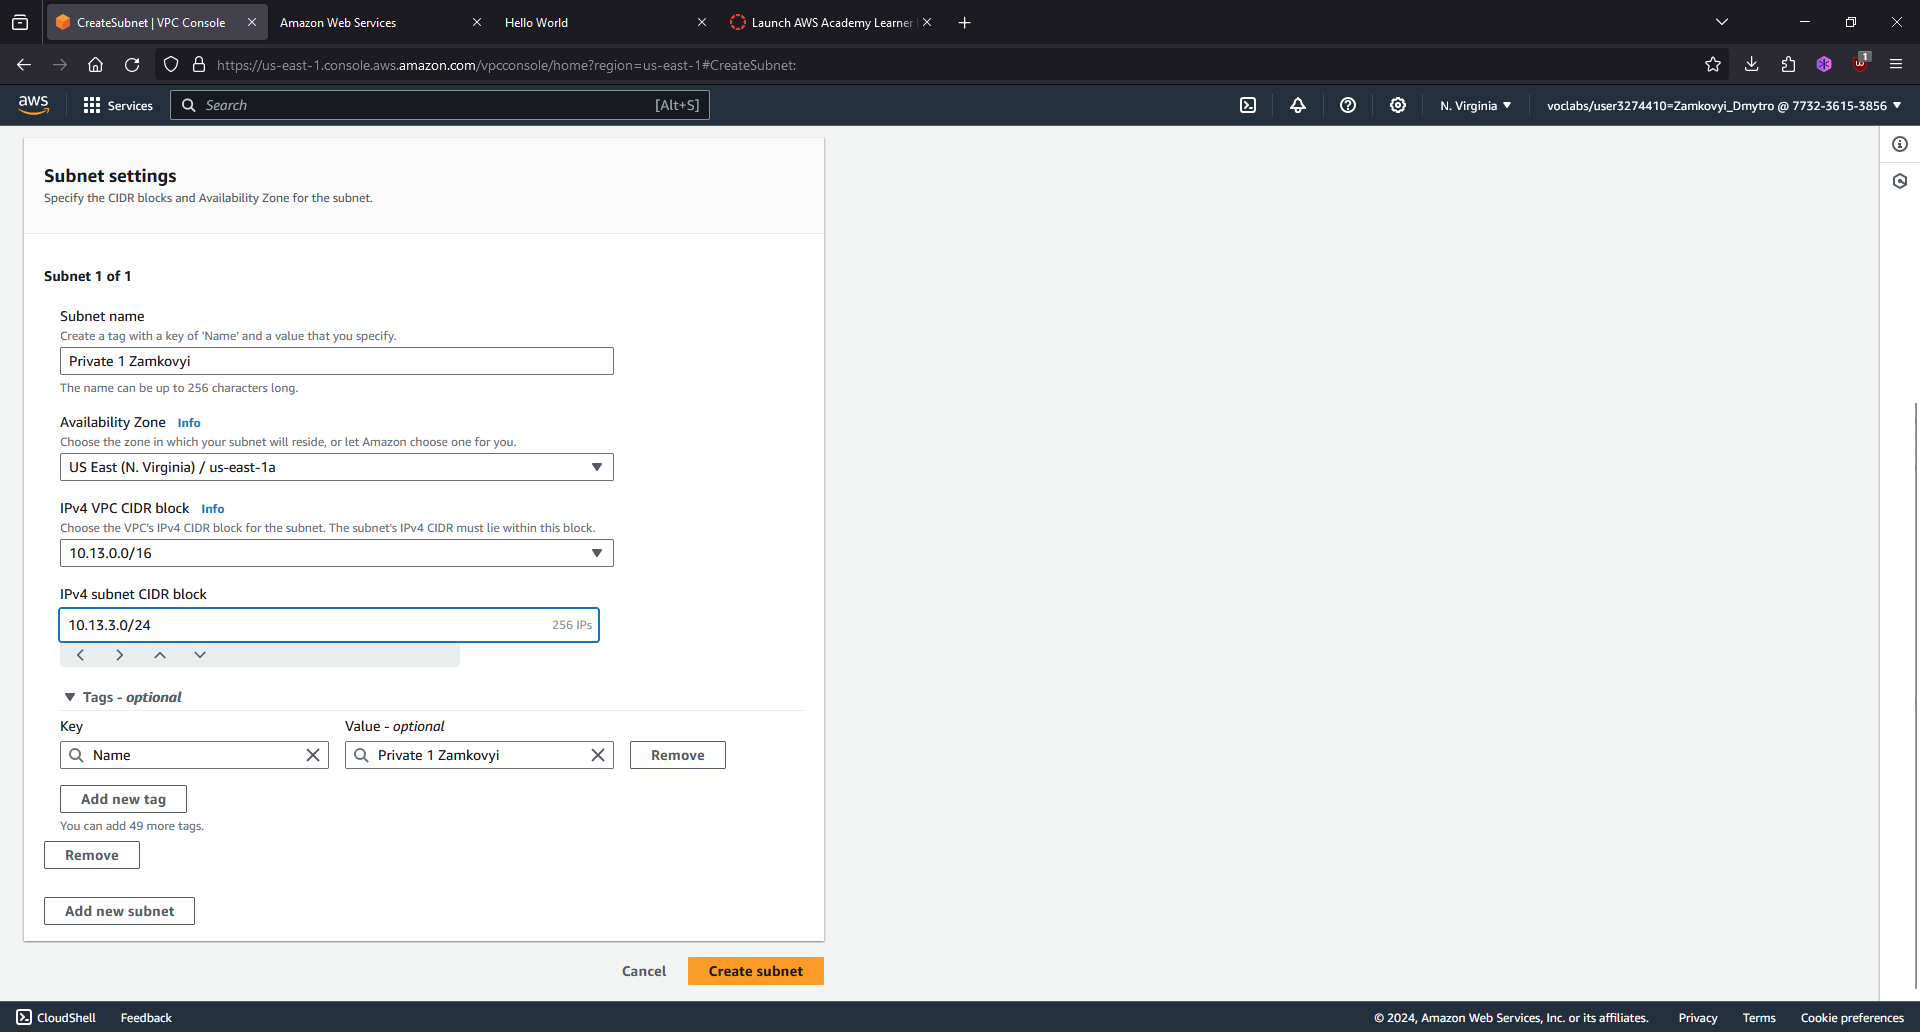 CreateSubnet | VPC Console
Amazon Web Services
Hello World
Launch AWS Academy Learner
https://us-east-1.console.aws.amazon.com/vpcconsole/home?region=us-east-1#CreateSubnet:
1
aws
Services
Search
[Alt+S]
N. Virginia
voclabs/user3274410=Zamkovyi_Dmytro @ 7732-3615-3856
Subnet settings
Specify the CIDR blocks and Availability Zone for the subnet.
Subnet 1 of 1
Subnet name
Create a tag with a key of 'Name' and a value that you specify.
Private 1 Zamkovyi
The name can be up to 256 characters long.
Availability Zone Info
Choose the zone in which your subnet will reside, or let Amazon choose one for you.
US East (N. Virginia) / us-east-1a
IPv4 VPC CIDR block Info
Choose the VPC's IPv4 CIDR block for the subnet. The subnet's IPv4 CIDR must lie within this block.
10.13.0.0/16
IPv4 subnet CIDR block
10.13.3.0/24 256 IPs
Tags - optional
Key Value - optional
Name Private 1 Zamkovyi Remove
Add new tag
You can add 49 more tags.
Remove
Add new subnet
Cancel Create subnet
CloudShell Feedback © 2024, Amazon Web Services, Inc. or its affiliates. Privacy Terms Cookie preferences